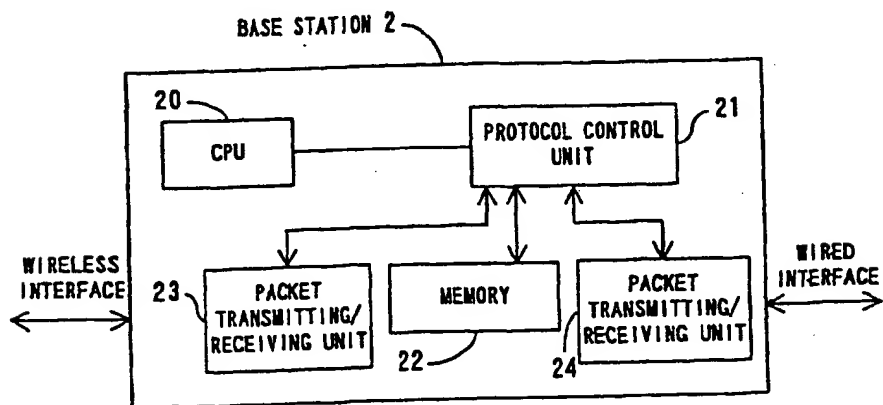 BASE STATION 2
20
CPU
PROTOCOL CONTROL
UNIT
21
WIRELESS
INTERFACE
23
PACKET
TRANSMITTING/
RECEIVING UNIT
MEMORY
22
PACKET
TRANSMITTING/
RECEIVING UNIT
24
WIRED
INTERFACE